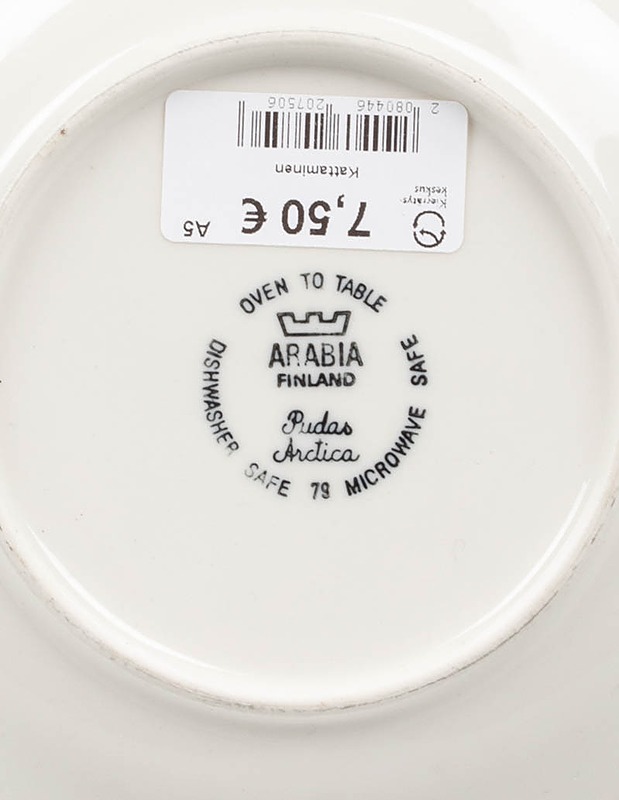 2 080446 207506
Kattaminen
Kierrätys-
keskus
7,50 €
A5
OVEN TO TABLE
ARABIA
FINLAND
Pudas
Arctica
DISHWASHER SAFE 79 MICROWAVE SAFE